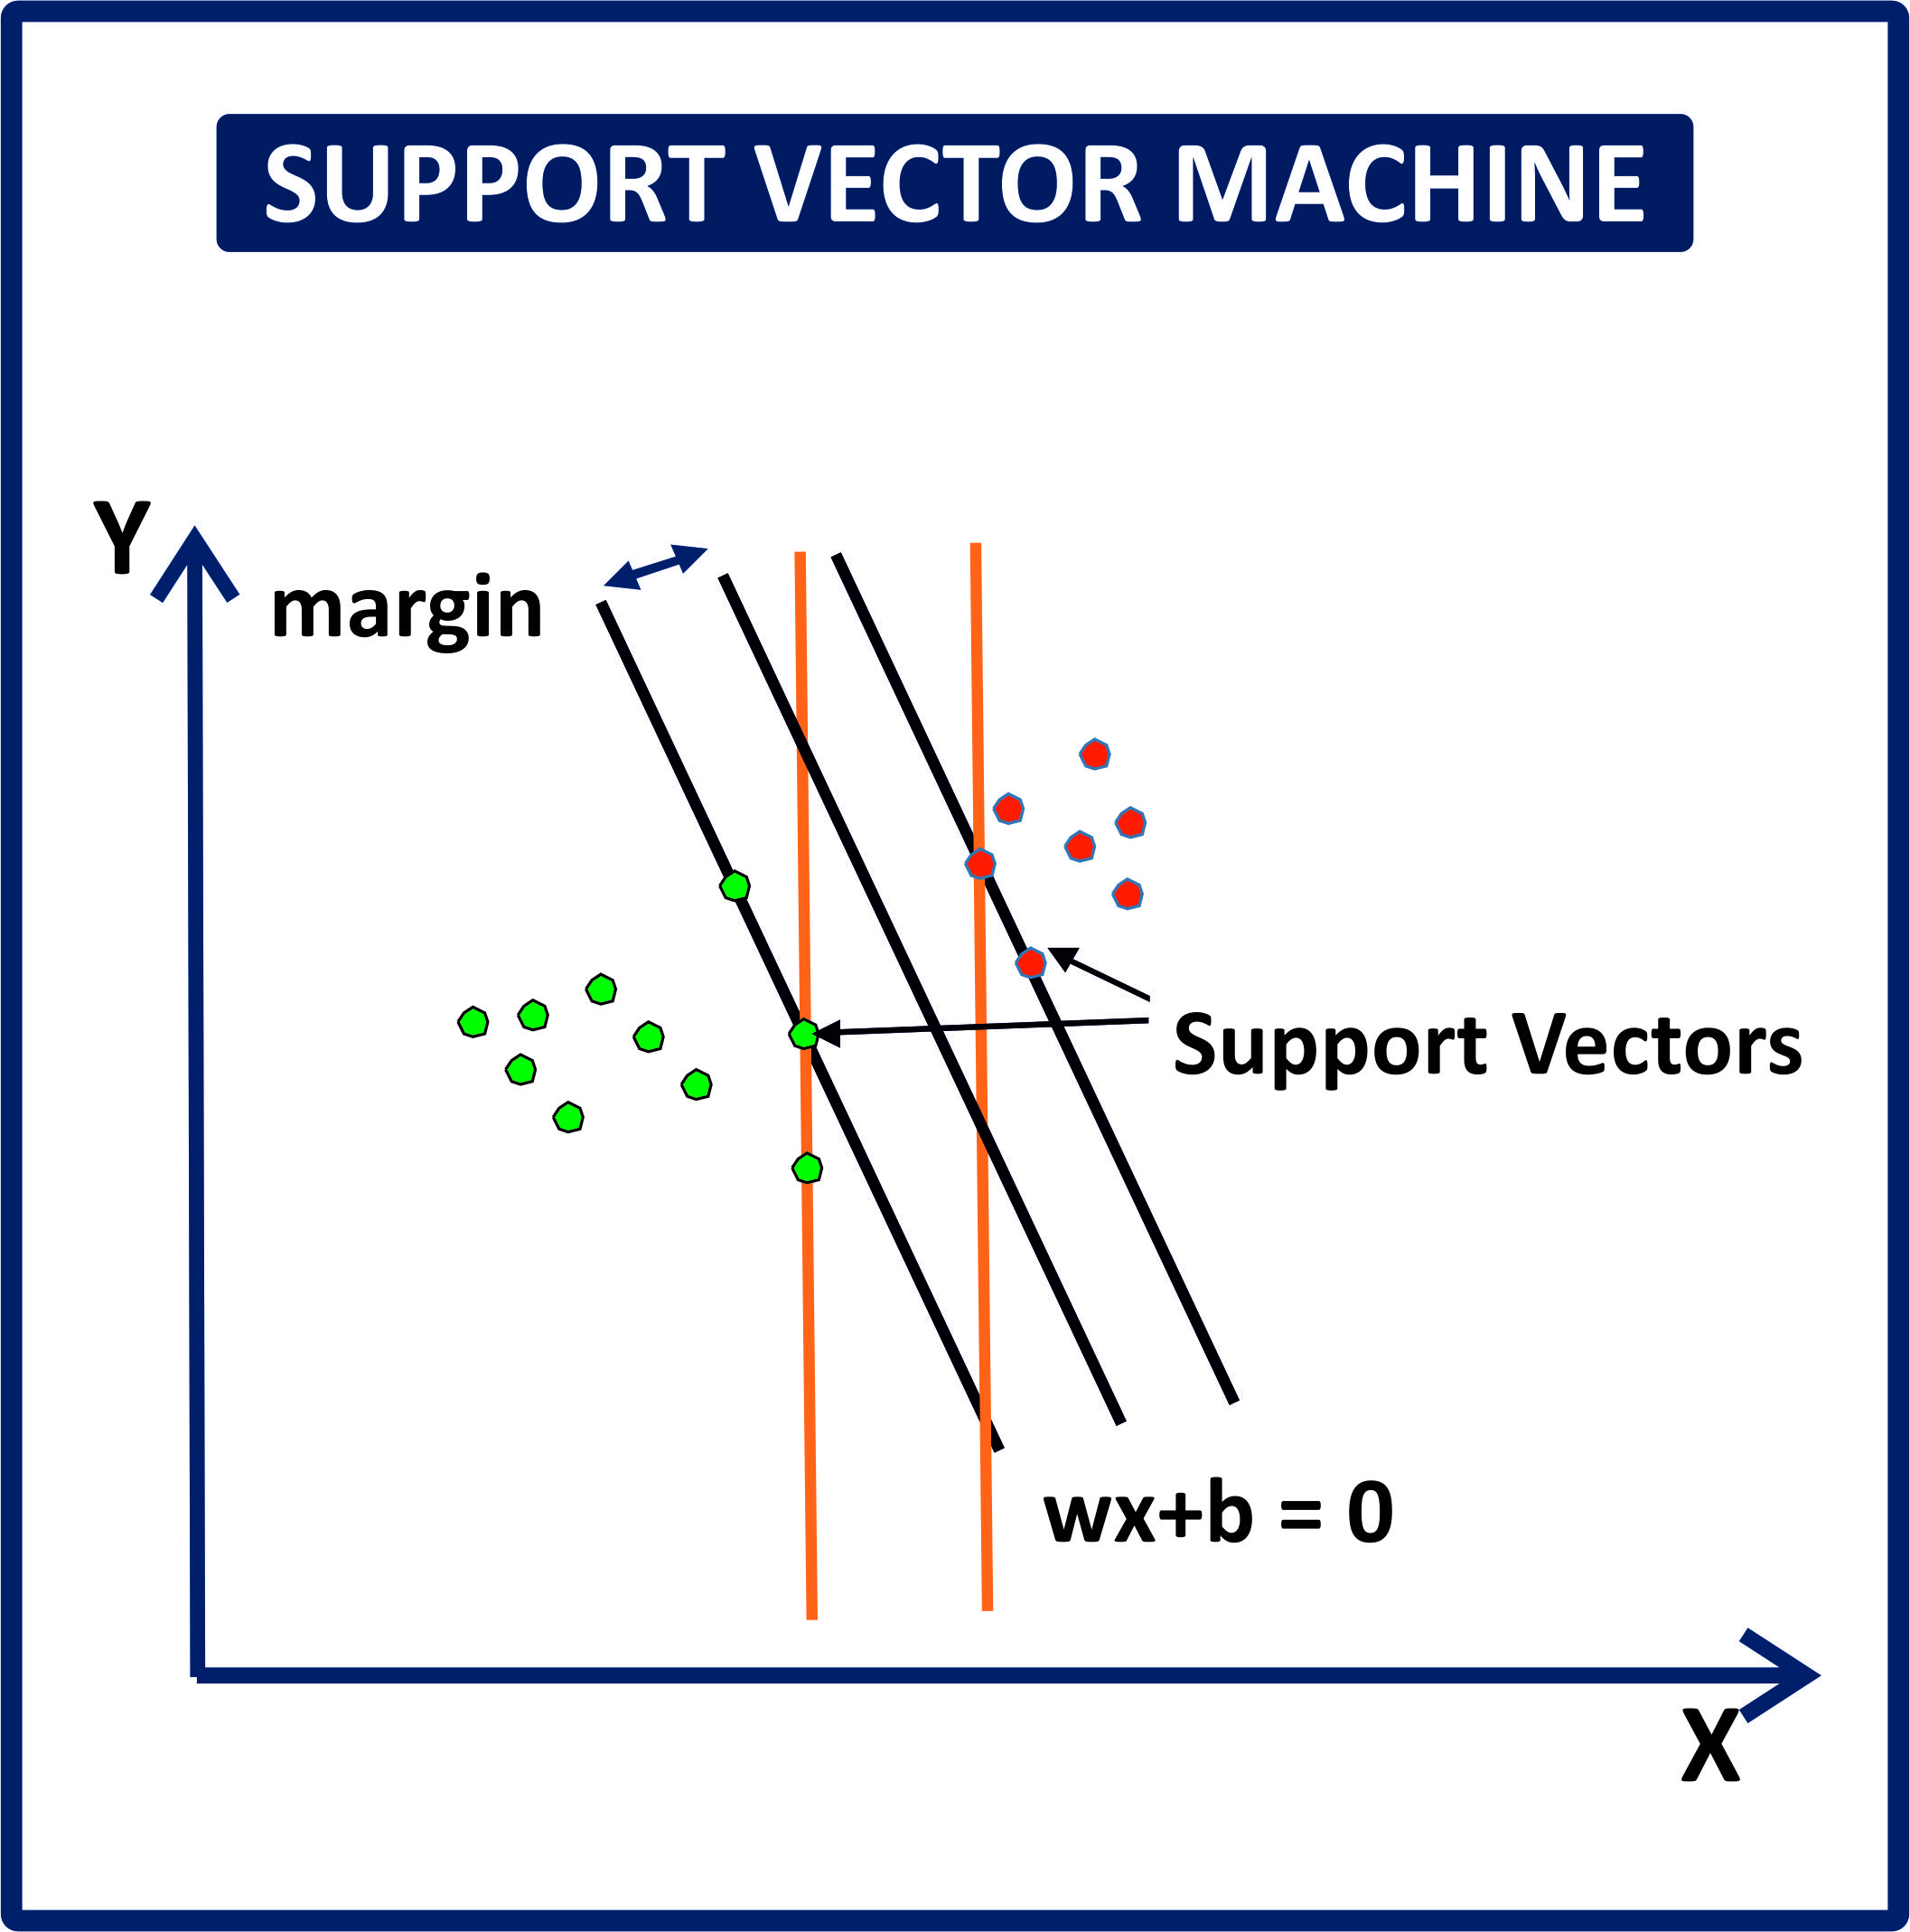 SUPPORT VECTOR MACHINE
Y
margin
Support Vectors
wx+b = 0
X